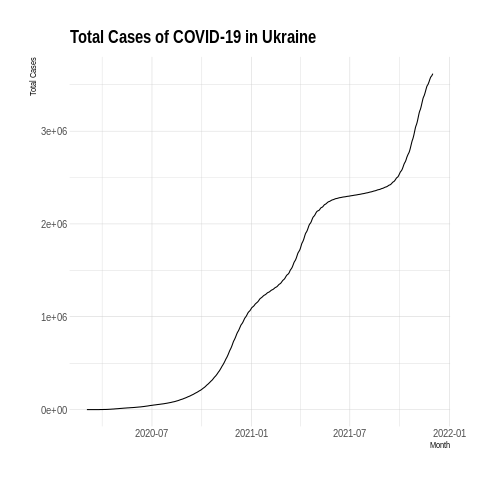 Total Cases of COVID-19 in Ukraine
Total Cases
3e+06
2e+06
1e+06
0e+00
2020-07
2021-01
2021-07
2022-01
Month